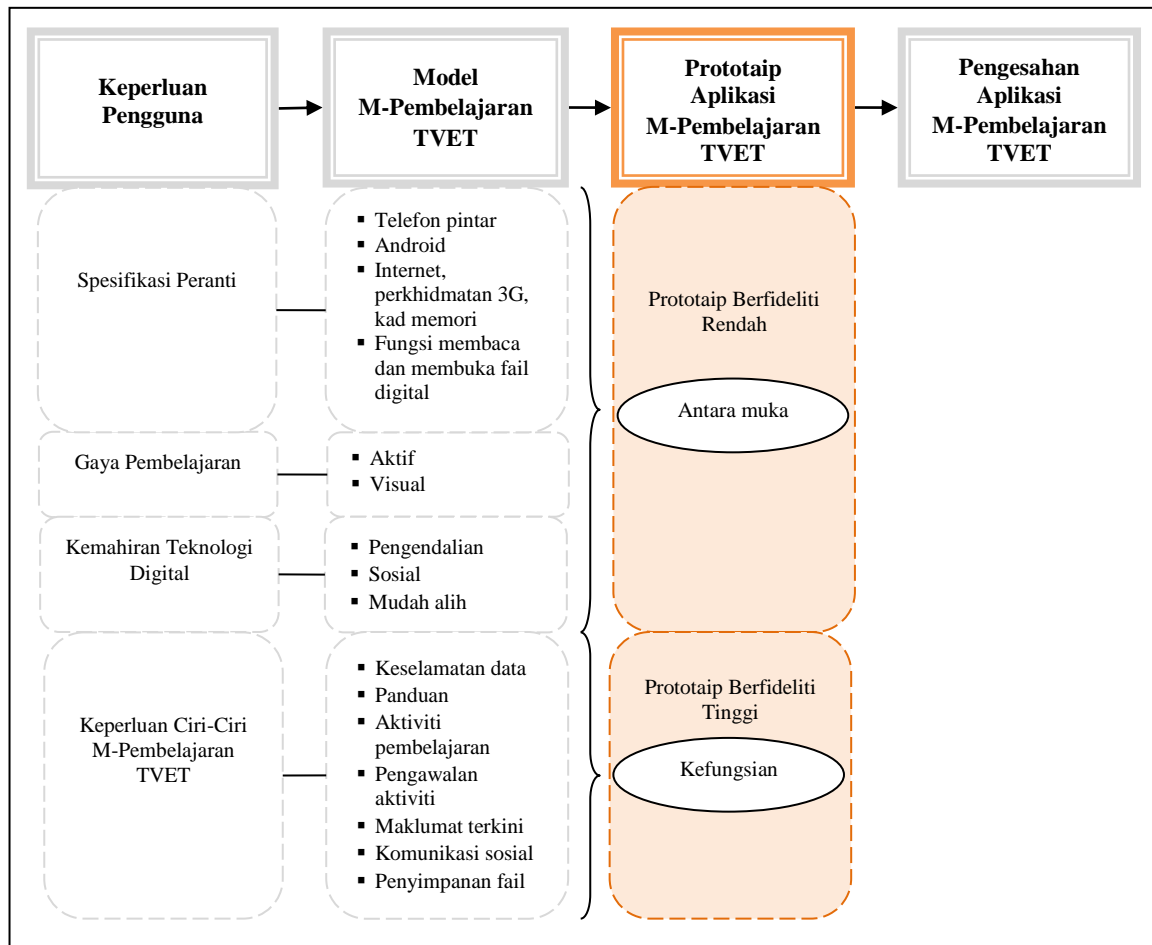 Keperluan
Pengguna
Model
M-Pembelajaran
TVET
Prototaip
Aplikasi
M-Pembelajaran
TVET
Pengesahan
Aplikasi
M-Pembelajaran
TVET
Spesifikasi Peranti
▪ Telefon pintar
▪ Android
▪ Internet,
perkhidmatan 3G,
kad memori
▪ Fungsi membaca
dan membuka fail
digital
Gaya Pembelajaran
▪ Aktif
▪ Visual
Kemahiran Teknologi
Digital
▪ Pengendalian
▪ Sosial
▪ Mudah alih
Keperluan Ciri-Ciri
M-Pembelajaran
TVET
▪ Keselamatan data
▪ Panduan
▪ Aktiviti
pembelajaran
▪ Pengawalan
aktiviti
▪ Maklumat terkini
▪ Komunikasi sosial
▪ Penyimpanan fail
Prototaip Berfideliti
Rendah
Antara muka
Prototaip Berfideliti
Tinggi
Kefungsian